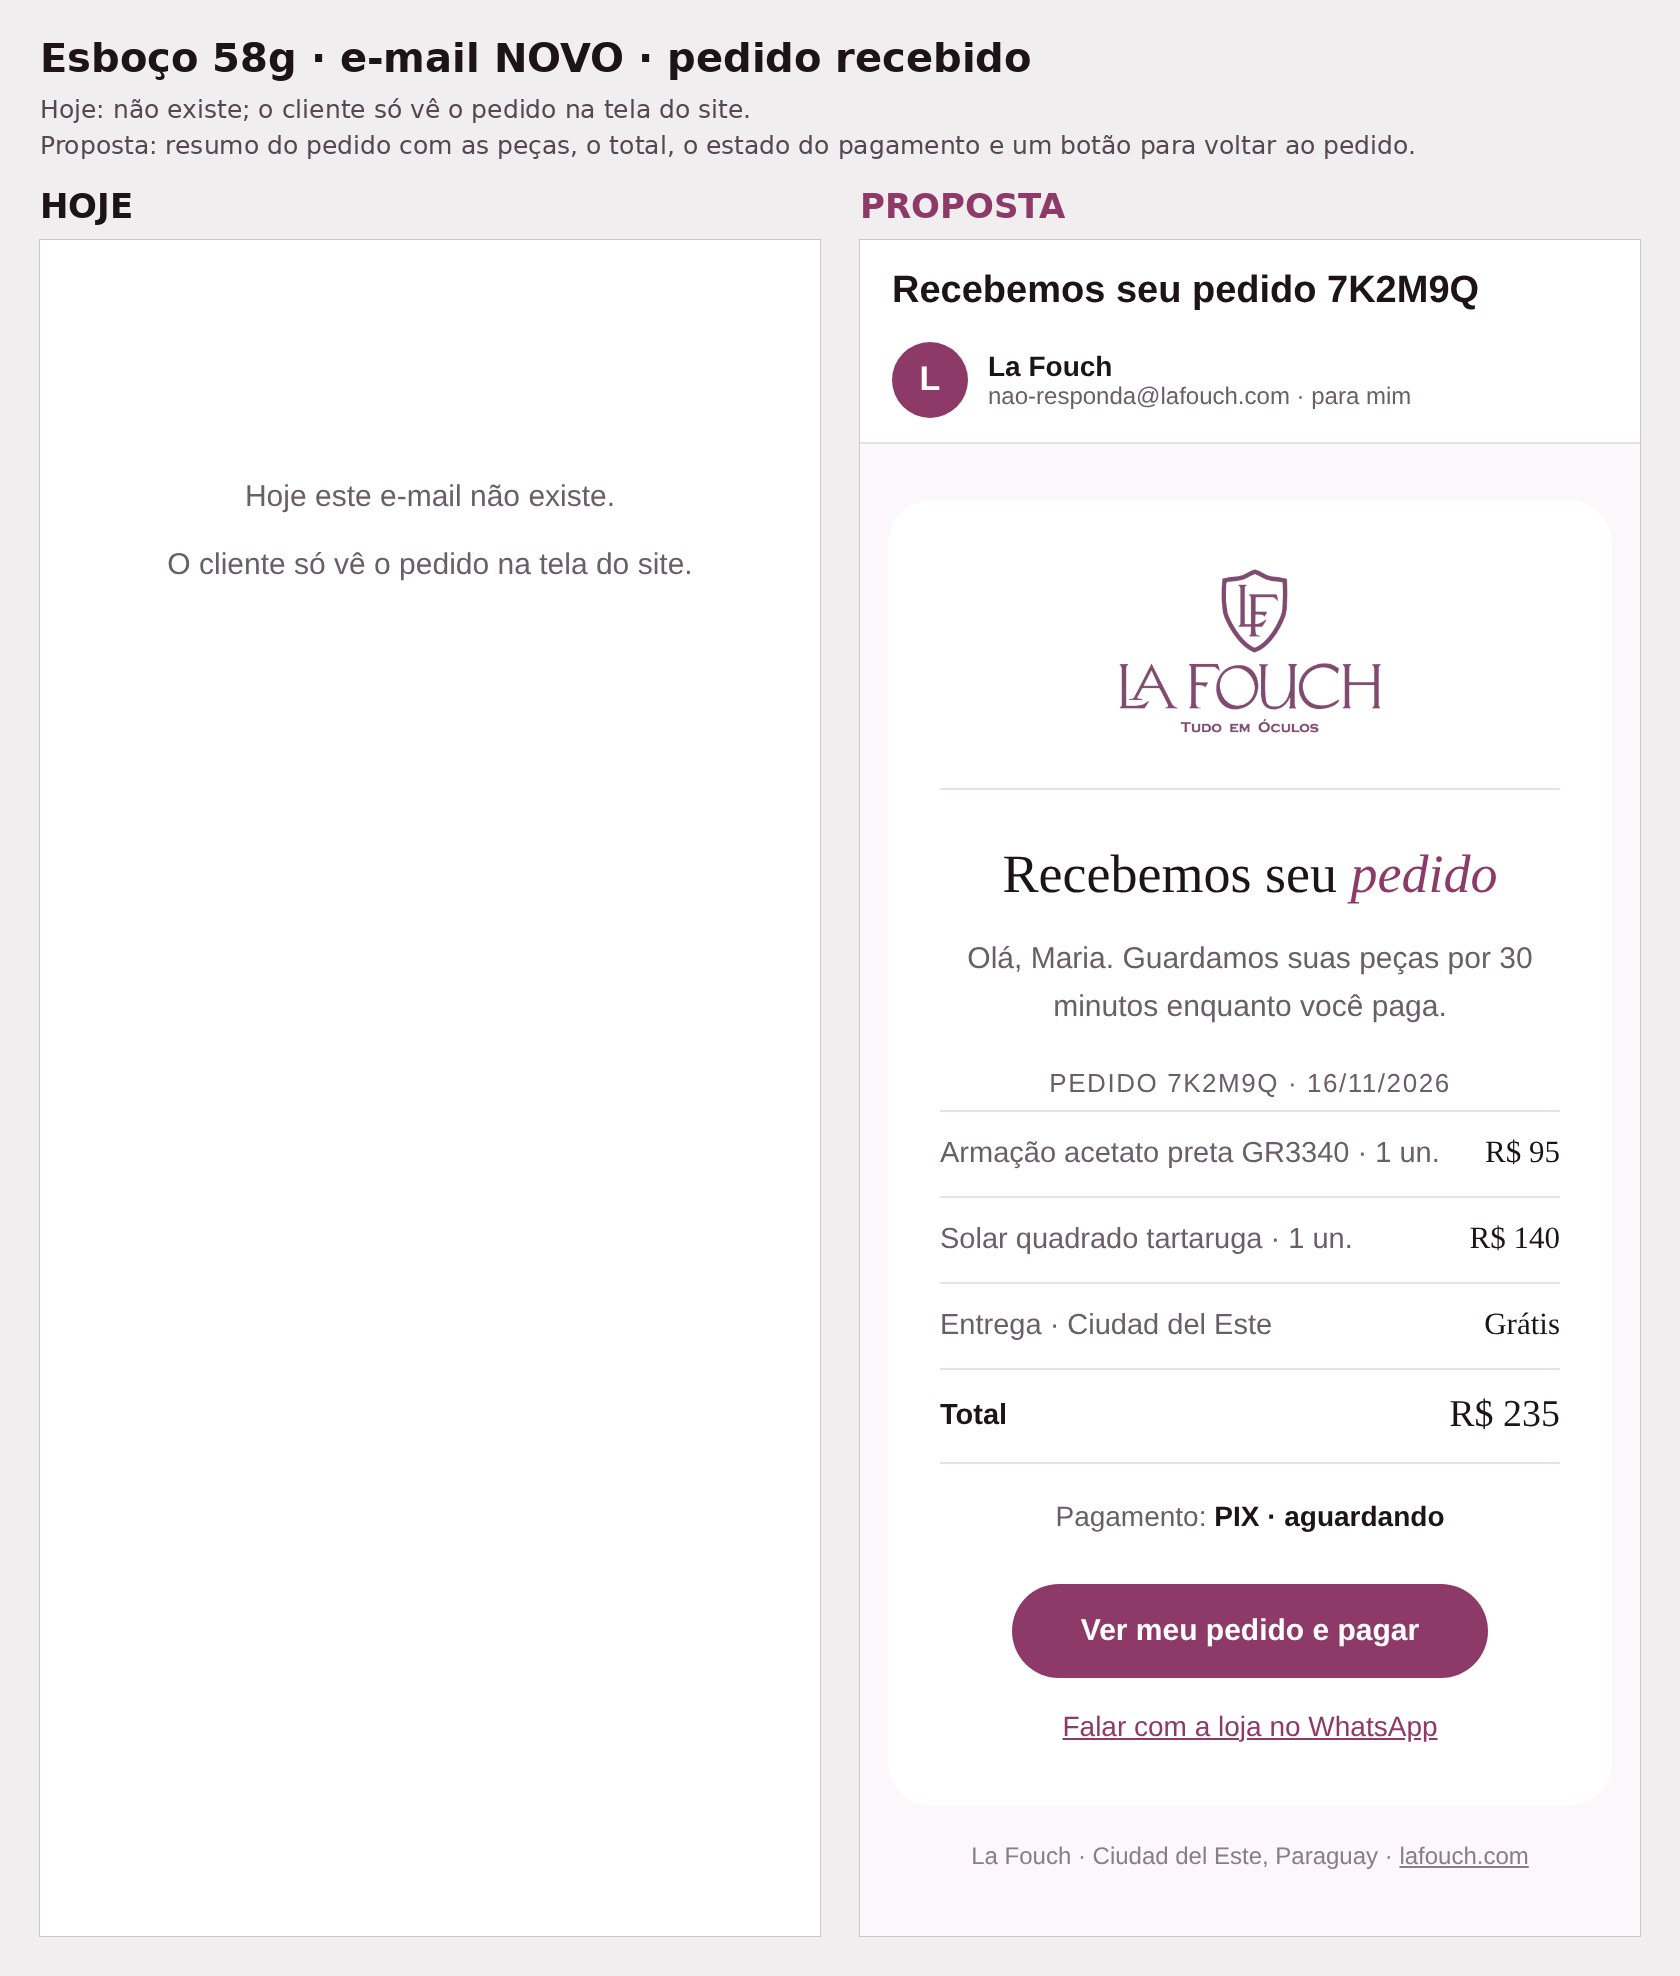 Esboço 58g · e-mail NOVO · pedido recebido
Hoje: não existe; o cliente só vê o pedido na tela do site.
Proposta: resumo do pedido com as peças, o total, o estado do pagamento e um botão para voltar ao pedido.
HOJE
Hoje este e-mail não existe.
O cliente só vê o pedido na tela do site.
PROPOSTA
Recebemos seu pedido 7K2M9Q
L
La Fouch
nao-responda@lafouch.com · para mim
LF
LA FOUCH
Tudo em Óculos
Recebemos seu pedido
Olá, Maria. Guardamos suas peças por 30
minutos enquanto você paga.
PEDIDO 7K2M9Q · 16/11/2026
Armação acetato preta GR3340 · 1 un. R$ 95
Solar quadrado tartaruga · 1 un. R$ 140
Entrega · Ciudad del Este Grátis
Total R$ 235
Pagamento: PIX · aguardando
Ver meu pedido e pagar
Falar com a loja no WhatsApp
La Fouch · Ciudad del Este, Paraguay · lafouch.com